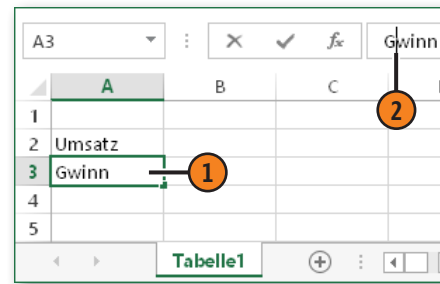 A3 fx Gwinn
2
A B C
1
2 Umsatz
3 Gwinn 1
4
5
Tabelle1